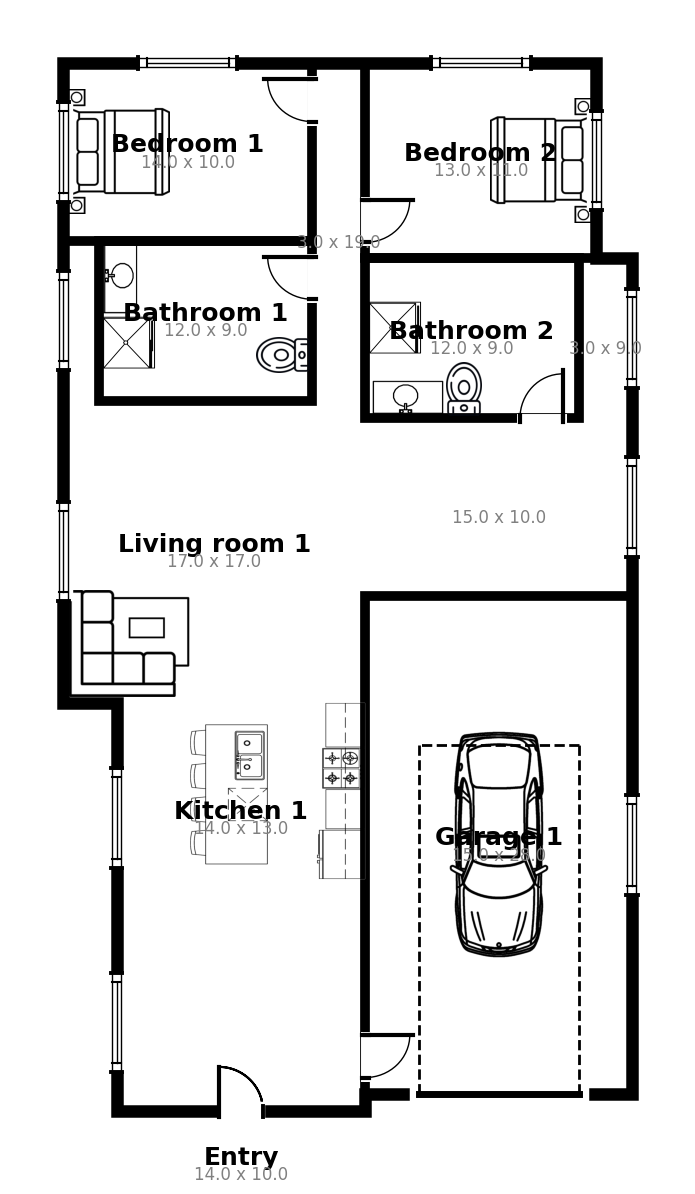 Bedroom 1
14.0 x 10.0
Bedroom 2
13.0 x 11.0
3.0 x 19.0
Bathroom 1
12.0 x 9.0
Bathroom 2
12.0 x 9.0
3.0 x 9.0
15.0 x 10.0
Living room 1
17.0 x 17.0
Kitchen 1
14.0 x 13.0
Garage 1
15.0 x 28.0
Entry
14.0 x 10.0